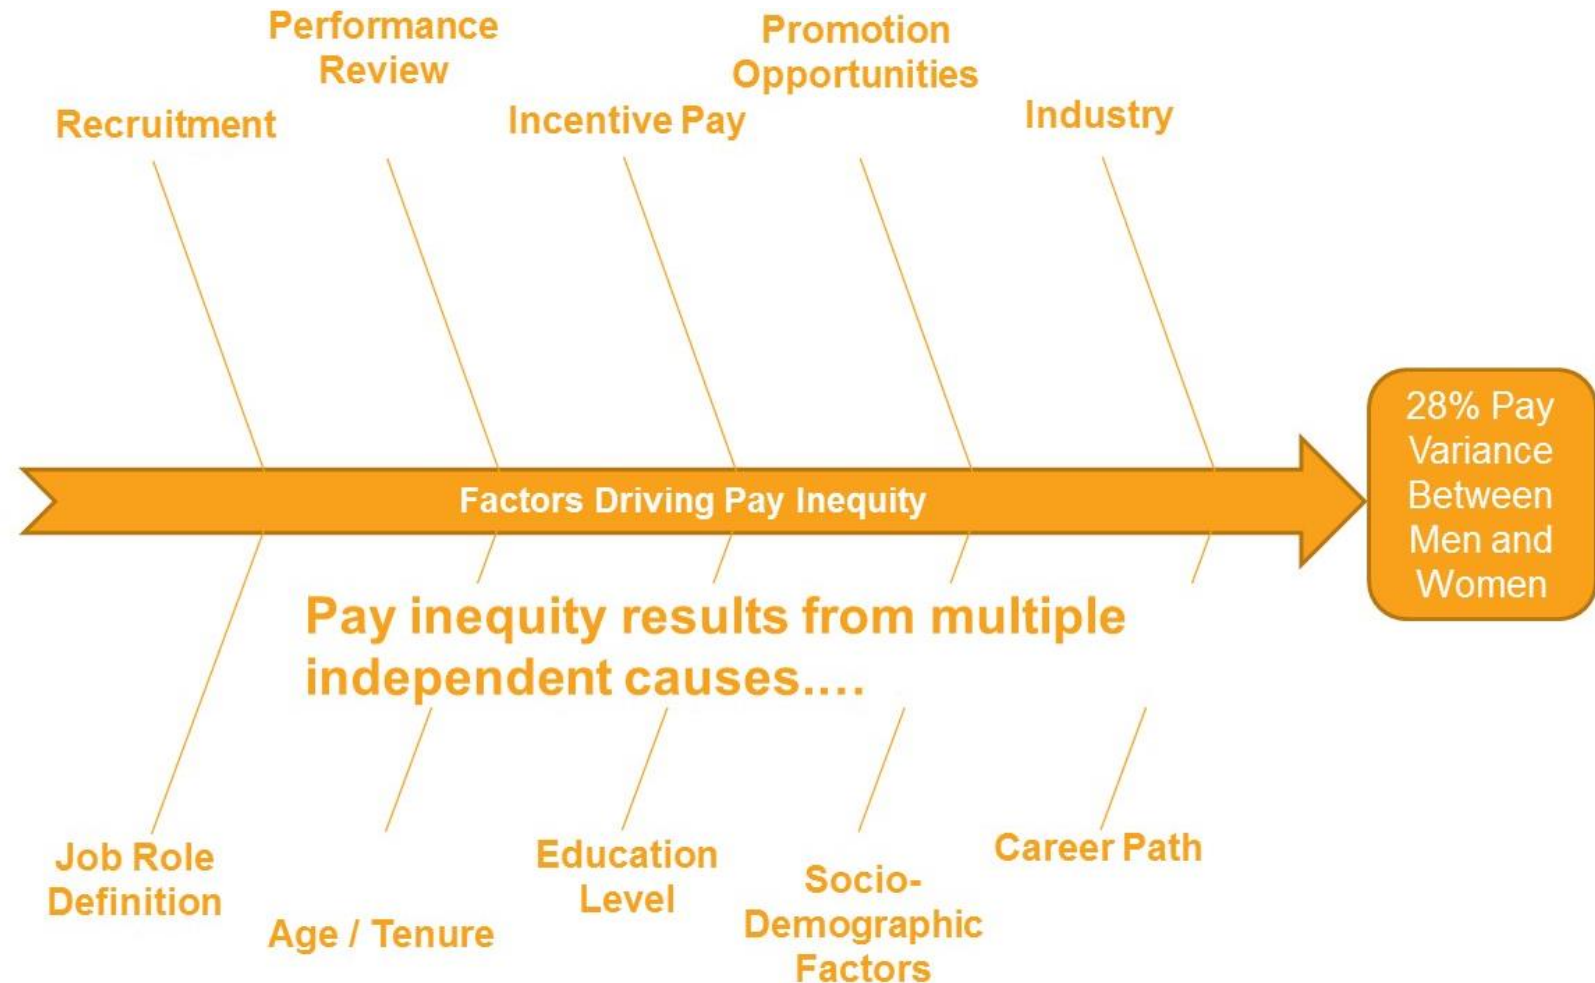 Performance
Review
Promotion
Opportunities
Recruitment
Incentive Pay
Industry
28% Pay
Variance
Between
Men and
Women
Factors Driving Pay Inequity
Pay inequity results from multiple
independent causes....
Job Role
Definition
Age / Tenure
Education
Level
Socio-
Demographic
Factors
Career Path